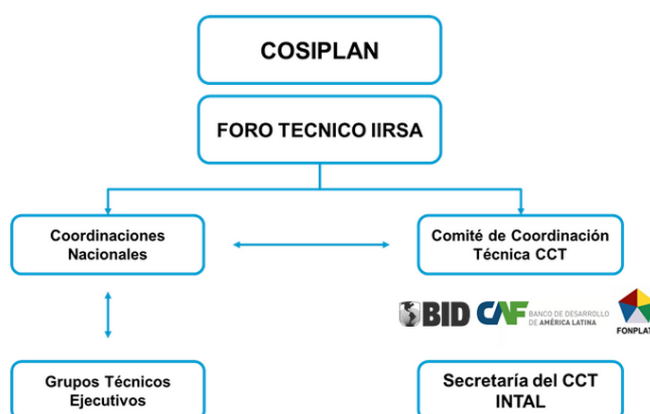 COSIPLAN
FORO TECNICO IIRSA
Coordinaciones
Nacionales
Comité de Coordinación
Técnica CCT
BID
CAF
BANCO DE DESARROLLO
DE AMÉRICA LATINA
FONPLATA
Grupos Técnicos
Ejecutivos
Secretaría del CCT
INTAL